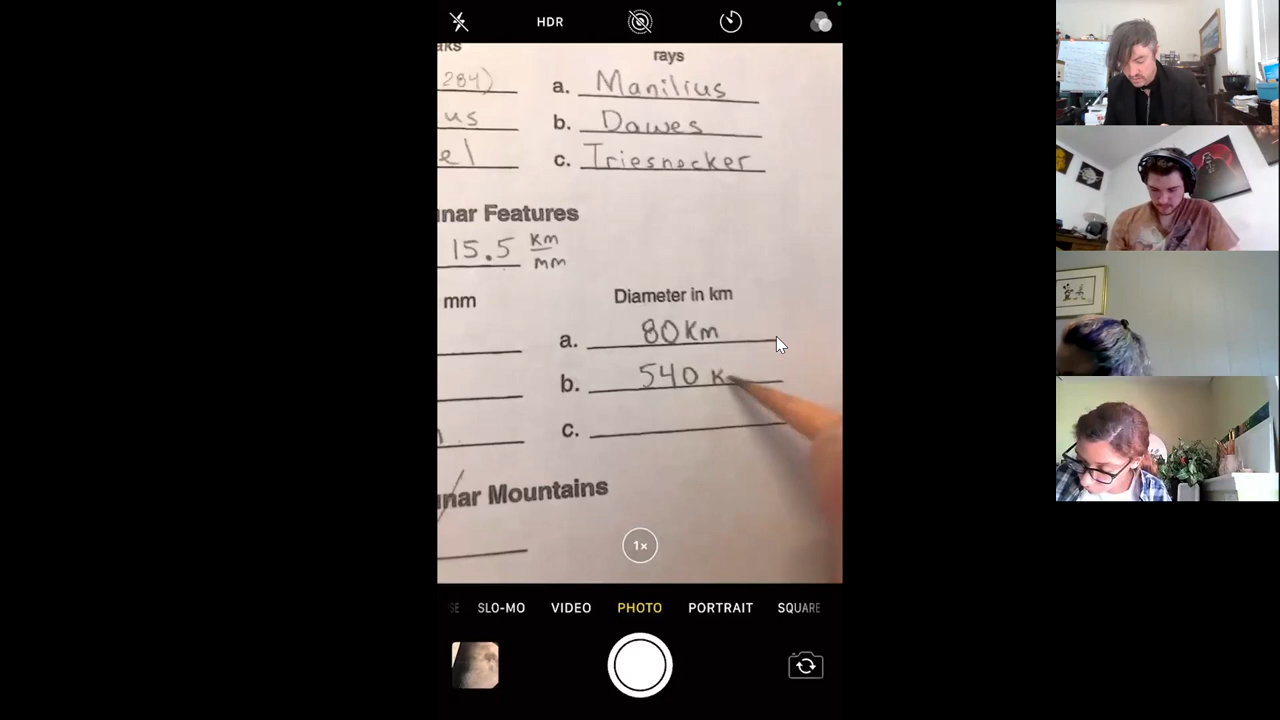 HDR
aks
rays
284)
a. Manilius
us
b. Dawes
el
c. Triesnecker
unar Features
15.5 Km
mm
mm
Diameter in km
a. 80Km
b. 540 K
c.
unar Mountains
1×
SE SLO-MO VIDEO PHOTO PORTRAIT SQUARE